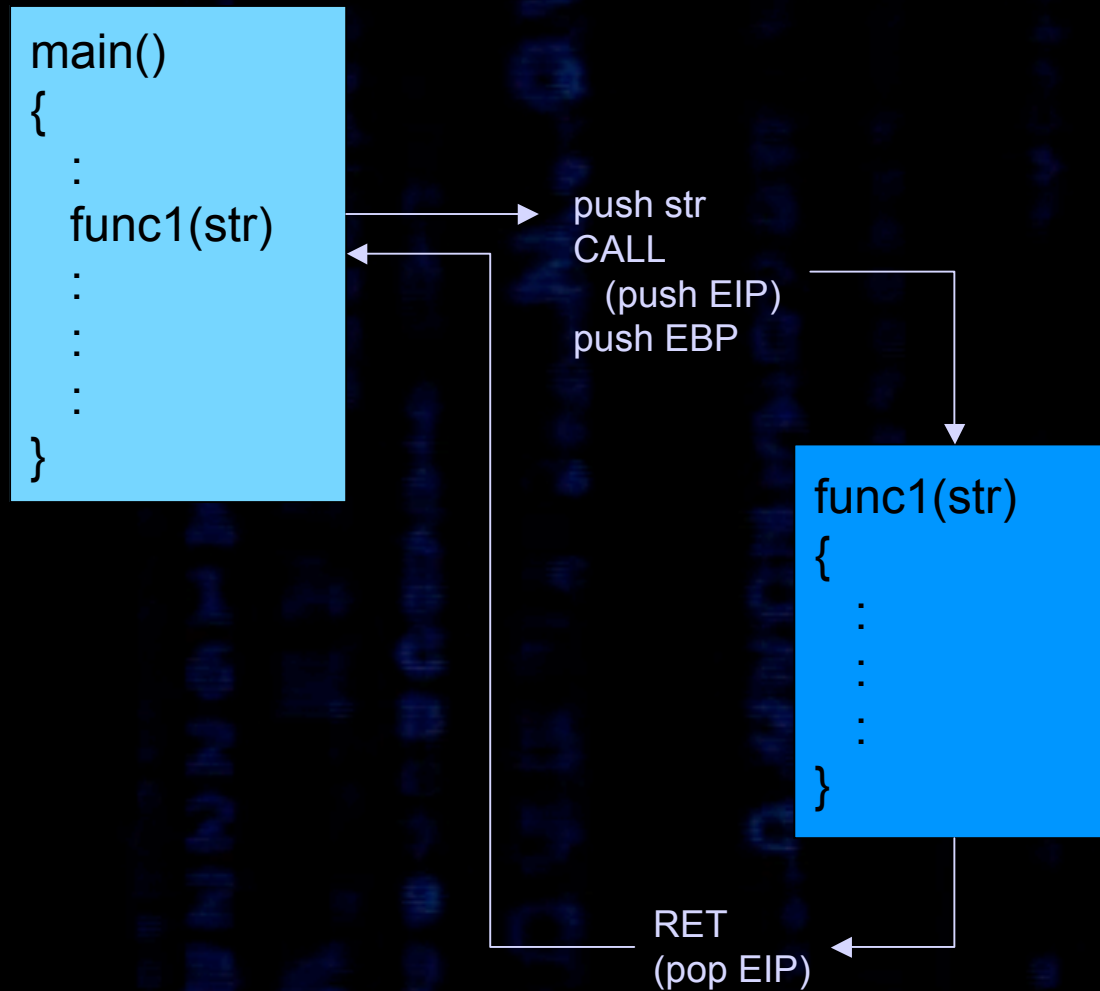 main()
{
:
func1(str)
:
:
:
}
push str
CALL
(push EIP)
push EBP
func1(str)
{
:
:
:
}
RET
(pop EIP)